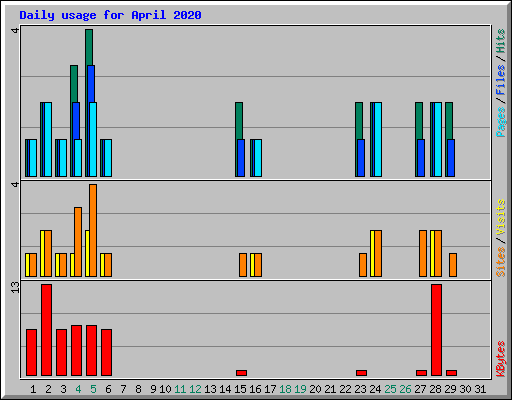 Daily usage for April 2020
4
Pages/Files/Hits
4
Sites/Visits
13
KBytes
1 2 3 4 5 6 7 8 9 10 11 12 13 14 15 16 17 18 19 20 21 22 23 24 25 26 27 28 29 30 31